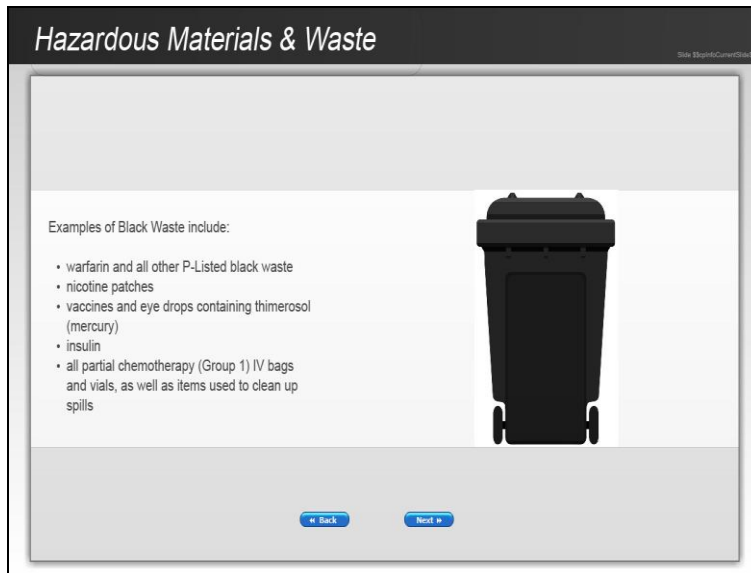 Hazardous Materials & Waste
Slide $$cpInfoCurrentSlide$
Examples of Black Waste include:
• warfarin and all other P-Listed black waste
• nicotine patches
• vaccines and eye drops containing thimerosol
(mercury)
• insulin
• all partial chemotherapy (Group 1) IV bags
and vials, as well as items used to clean up
spills
« Back
Next »